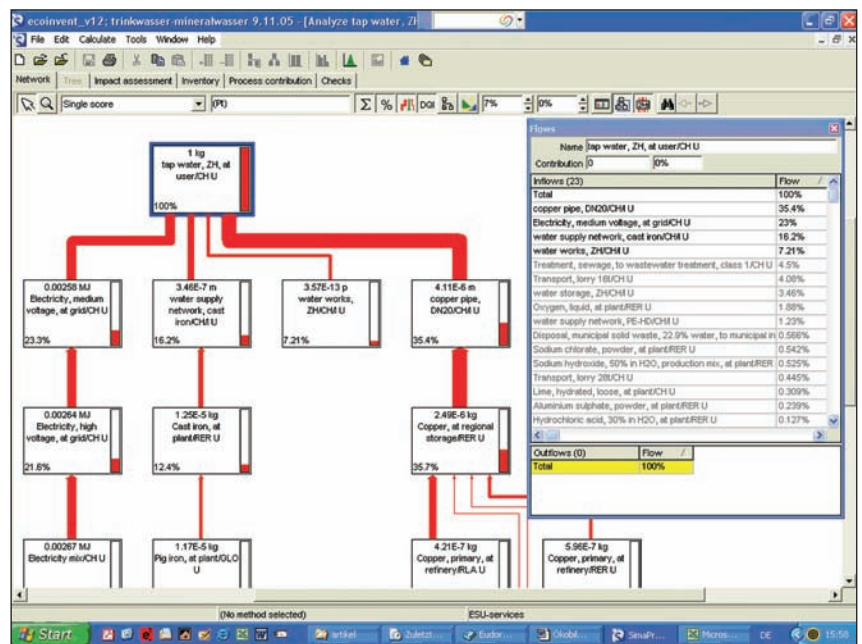 ecoinvent_v12; trinkwasser-mineralwasser 9.11.05 - [Analyze tap water, ZH
File Edit Calculate Tools Window Help
Network Tree Impact assessment Inventory Process contribution Checks
Single score (Pt) Σ % DQI 7% 0%
1 kg
tap water, ZH, at
user/CH U
100%
0.00258 MJ
Electricity, medium
voltage, at grid/CH U
23.3%
3.46E-7 m
water supply
network, cast
iron/CH/I U
16.2%
3.57E-13 p
water works,
ZH/CH/I U
7.21%
4.11E-6 m
copper pipe,
DN20/CH/I U
35.4%
0.00264 MJ
Electricity, high
voltage, at grid/CH U
21.6%
1.25E-5 kg
Cast iron, at
plant/RER U
12.4%
2.49E-6 kg
Copper, at regional
storage/RER U
35.7%
0.00267 MJ
Electricity mix/CH U
1.17E-5 kg
Pig iron, at plant/GLO
U
4.21E-7 kg
Copper, primary, at
refinery/RLA U
5.96E-7 kg
Copper, primary, at
refinery/RER U
Flows
Name tap water, ZH, at user/CH U
Contribution 0 0%
Inflows (23) Flow /
Total 100%
copper pipe, DN20/CH/I U 35.4%
Electricity, medium voltage, at grid/CH U 23%
water supply network, cast iron/CH/I U 16.2%
water works, ZH/CH/I U 7.21%
Treatment, sewage, to wastewater treatment, class 1/CH U 4.5%
Transport, lorry 16t/CH U 4.08%
water storage, ZH/CH/I U 3.46%
Oxygen, liquid, at plant/RER U 1.88%
water supply network, PE-HD/CH/I U 1.23%
Disposal, municipal solid waste, 22.9% water, to municipal in 0.566%
Sodium chlorate, powder, at plant/RER U 0.542%
Sodium hydroxide, 50% in H2O, production mix, at plant/RER 0.525%
Transport, lorry 28t/CH U 0.445%
Lime, hydrated, loose, at plant/CH U 0.309%
Aluminium sulphate, powder, at plant/RER U 0.239%
Hydrochloric acid, 30% in H2O, at plant/RER U 0.127%
Outflows (0) Flow /
Total 100%
(No method selected) ESU-services
Start artikel Zuletzt... Eudor... Ökobil... SimaPr... Micros... DE 15:50